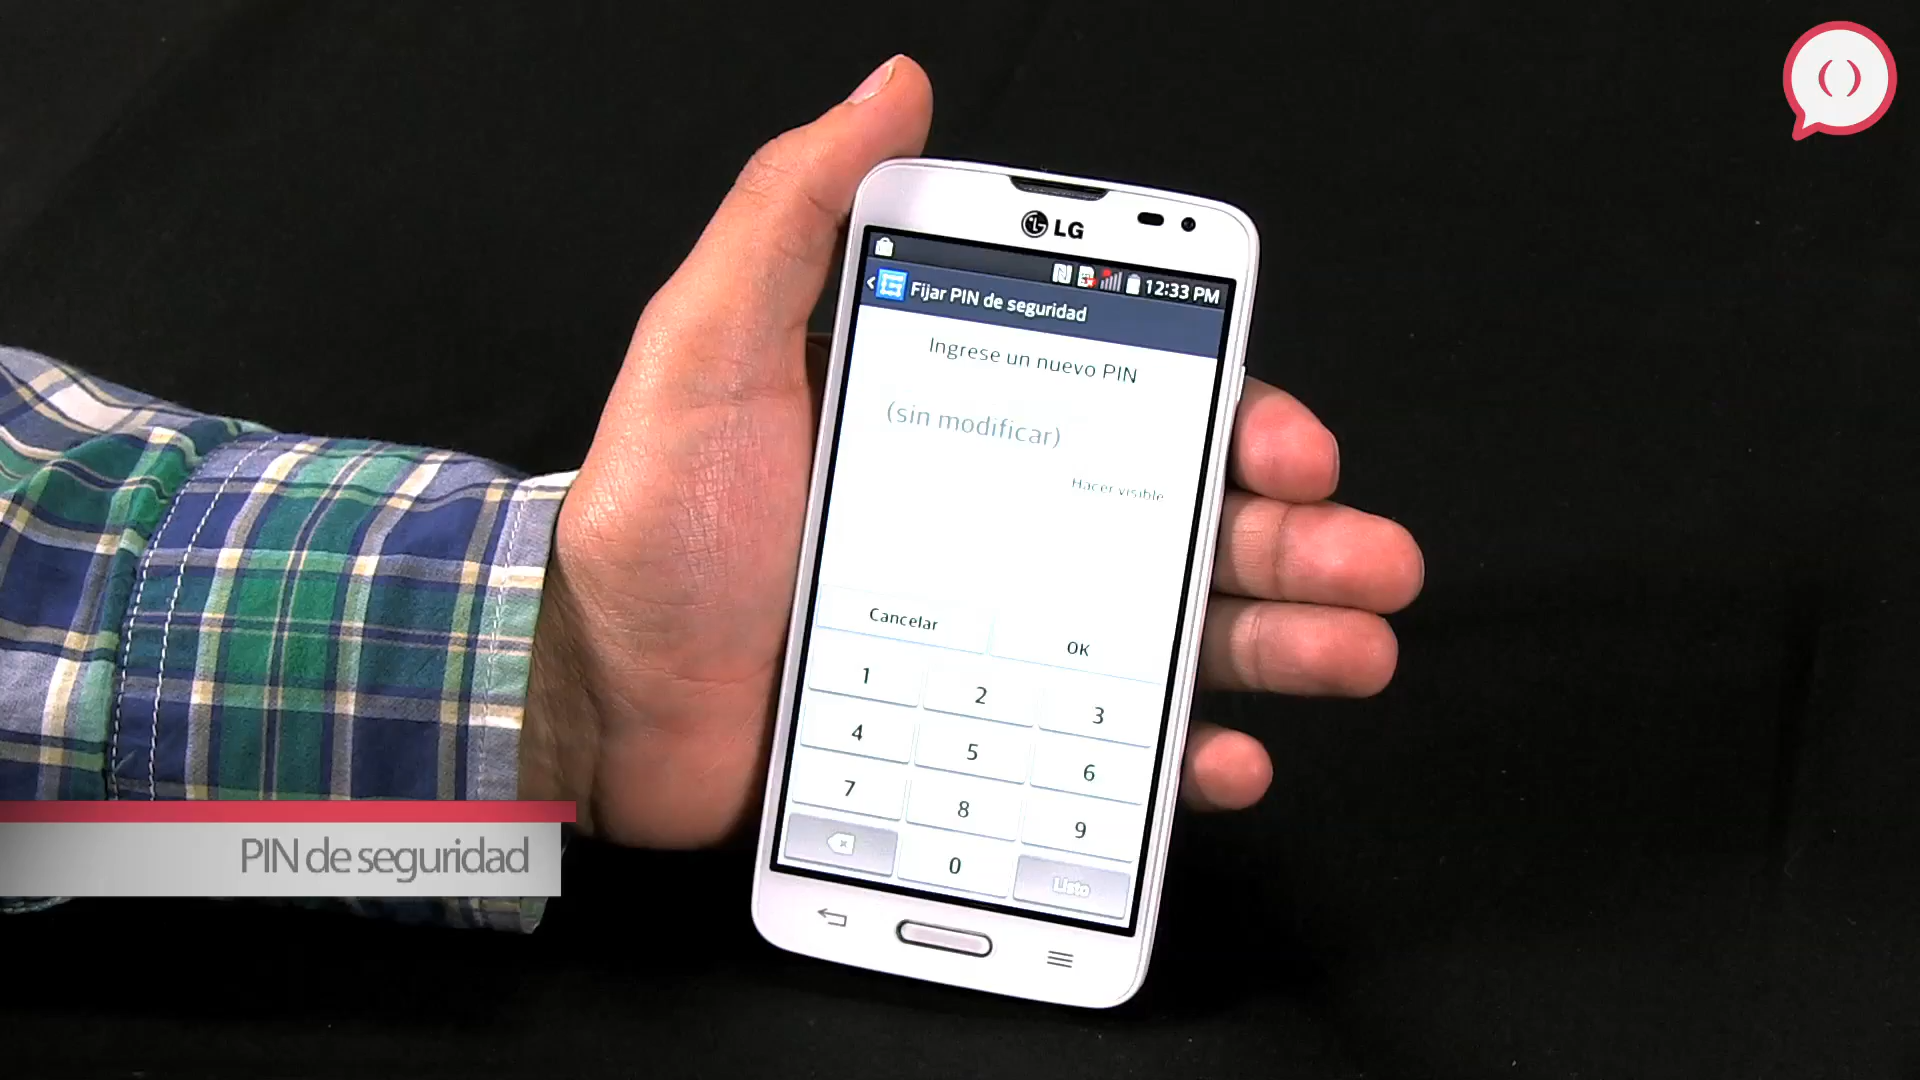 LG
12:33 PM
Fijar PIN de seguridad
Ingrese un nuevo PIN
(sin modificar)
Hacer visible
Cancelar OK
1 2 3
4 5 6
7 8 9
0 Listo
PIN de seguridad